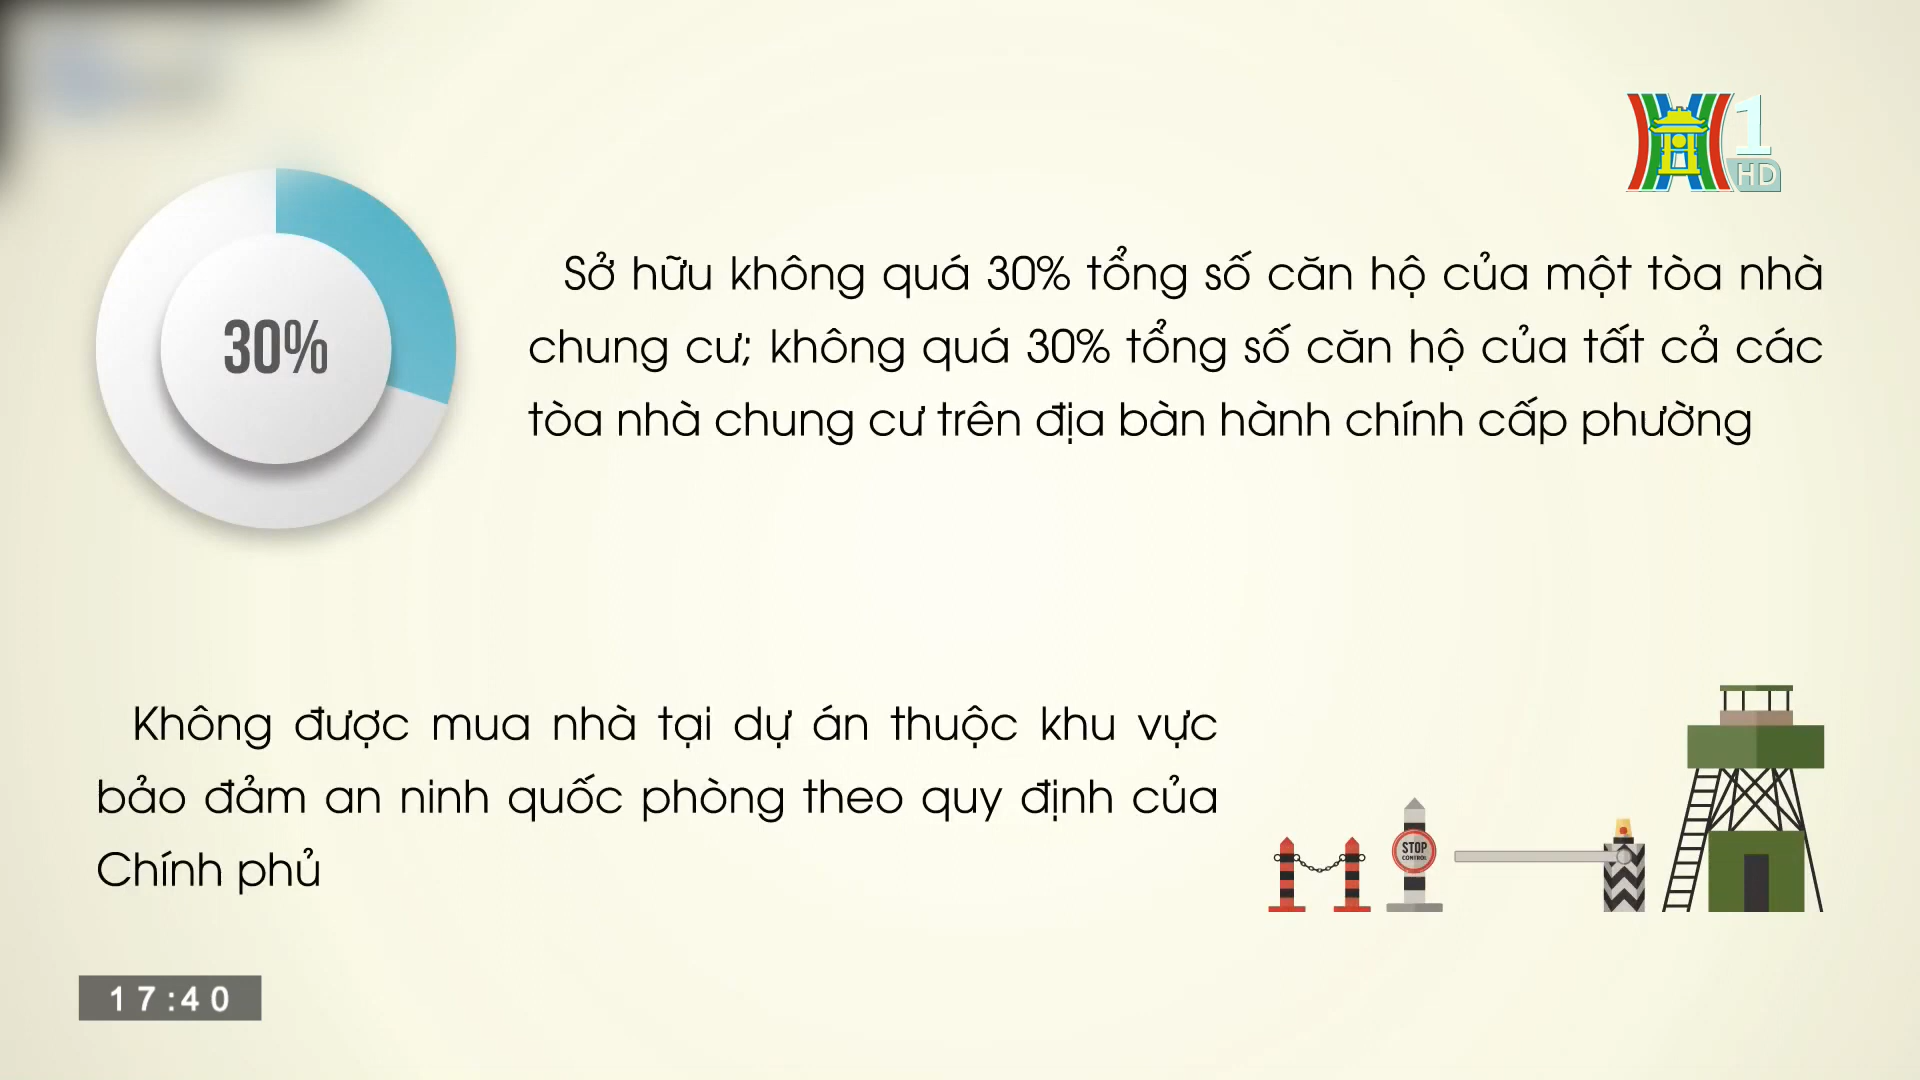 1
HD
30%
Sở hữu không quá 30% tổng số căn hộ của một tòa nhà
chung cư; không quá 30% tổng số căn hộ của tất cả các
tòa nhà chung cư trên địa bàn hành chính cấp phường
Không được mua nhà tại dự án thuộc khu vực
bảo đảm an ninh quốc phòng theo quy định của
Chính phủ
STOP
CONTROL
17:40